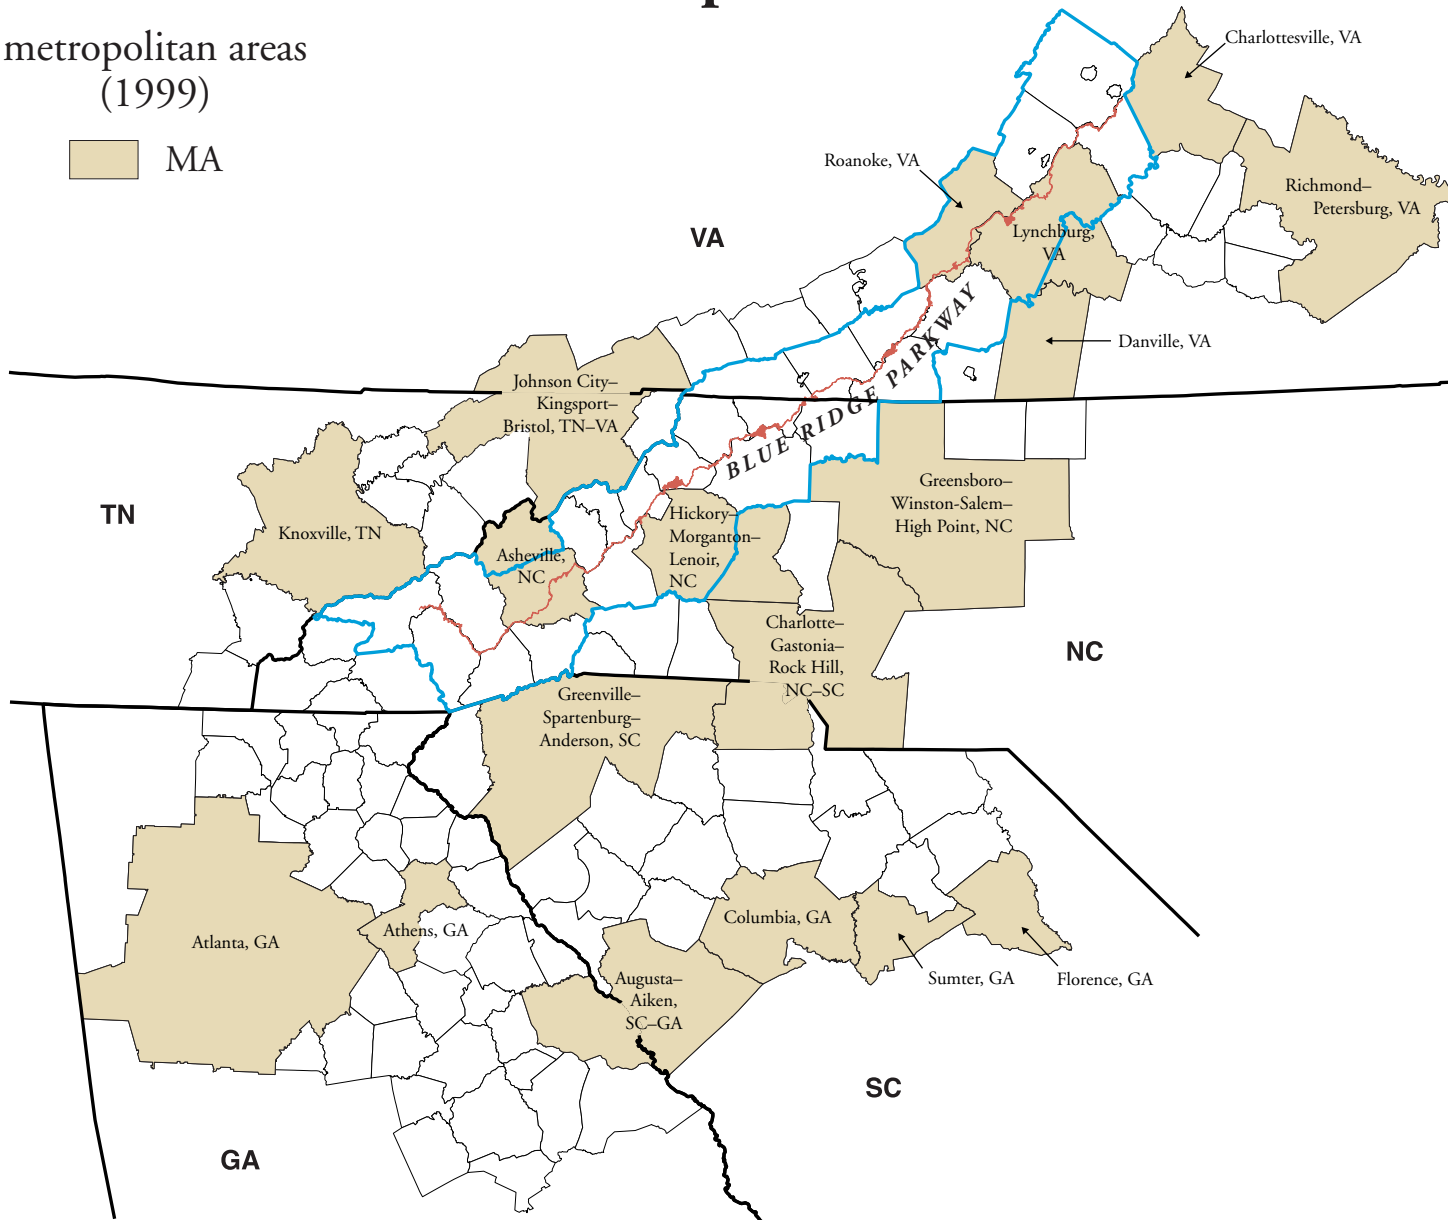 metropolitan areas
(1999)
MA
Charlottesville, VA
Roanoke, VA
Richmond–
Petersburg, VA
Lynchburg,
VA
VA
Danville, VA
BLUE RIDGE PARKWAY
Johnson City–
Kingsport–
Bristol, TN–VA
TN
Knoxville, TN
Asheville,
NC
Hickory–
Morganton–
Lenoir,
NC
Greensboro–
Winston-Salem–
High Point, NC
Charlotte–
Gastonia–
Rock Hill,
NC–SC
NC
Greenville–
Spartenburg–
Anderson, SC
Atlanta, GA
Athens, GA
Columbia, GA
Augusta–
Aiken,
SC–GA
Sumter, GA
Florence, GA
SC
GA